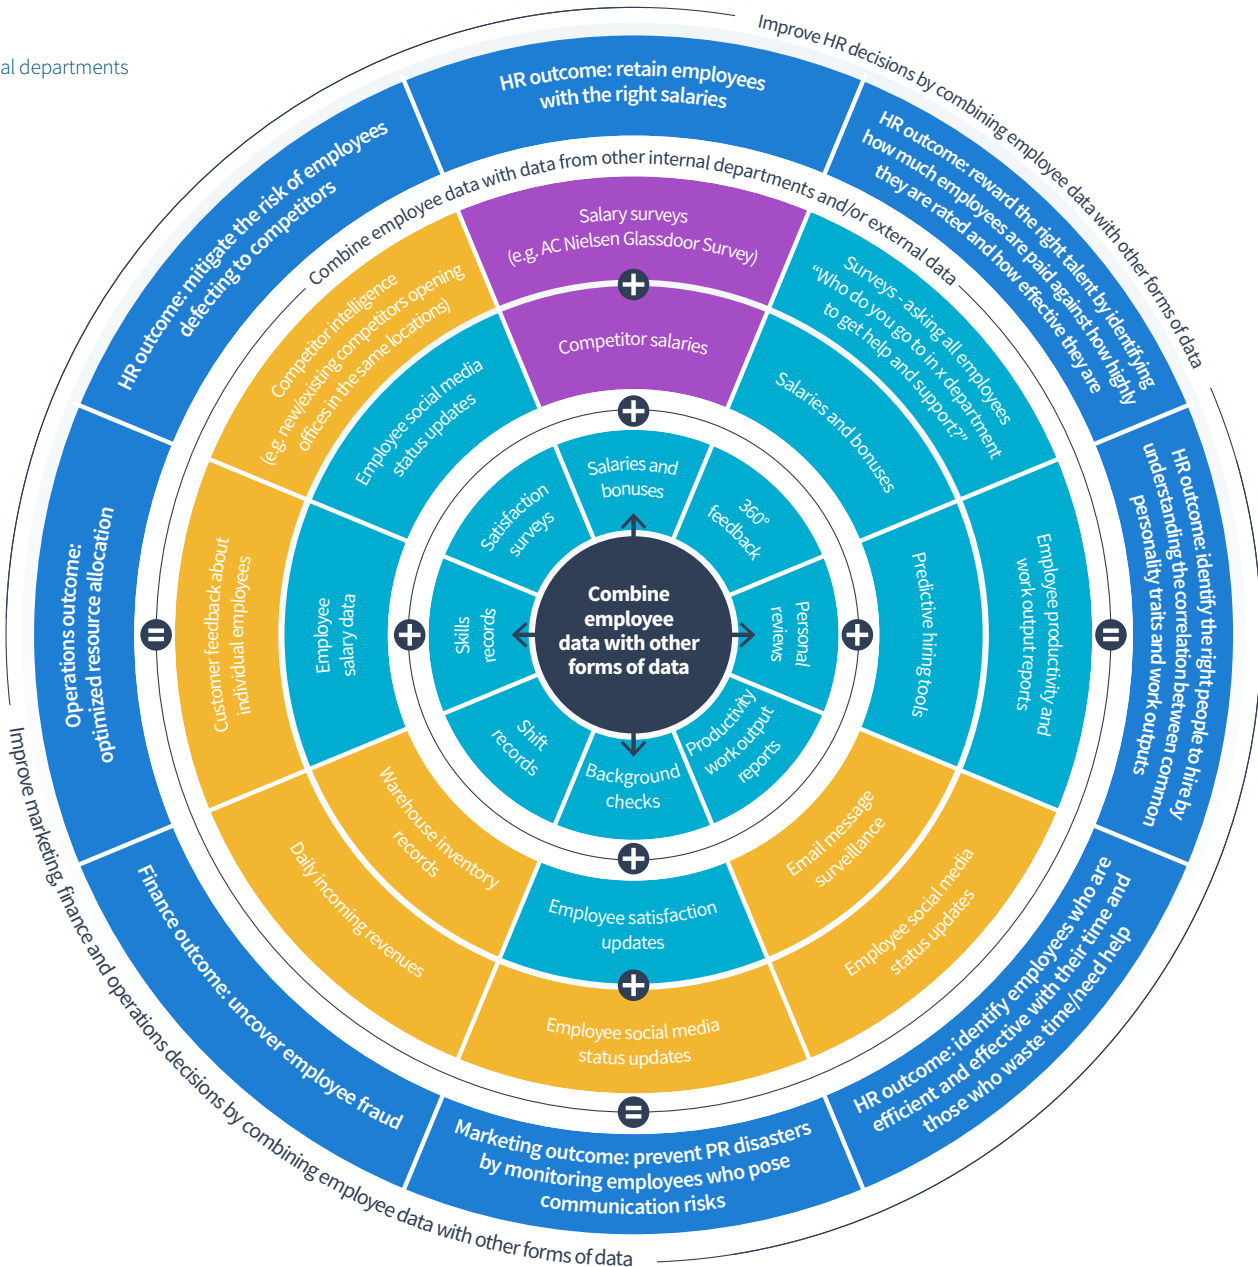 al departments
Improve HR decisions by combining employee data with other forms of data
HR outcome: retain employees
with the right salaries
HR outcome: reward the right talent by identifying
how much employees are paid against how highly
they are rated and how effective they are
HR outcome: identify the right people to hire by
understanding the correlation between common
personality traits and work outputs
HR outcome: identify employees who are
efficient and effective with their time and
those who waste time/need help
Marketing outcome: prevent PR disasters
by monitoring employees who pose
communication risks
Finance outcome: uncover employee fraud
Operations outcome:
optimized resource allocation
HR outcome: mitigate the risk of employees
defecting to competitors
Improve marketing, finance and operations decisions by combining employee data with other forms of data
Combine employee data with data from other internal departments and/or external data
Salary surveys
(e.g. AC Nielsen Glassdoor Survey)
Competitor salaries
Surveys - asking all employees
“Who do you go to in x department
to get help and support?”
Salaries and bonuses
Employee productivity and
work output reports
Predictive hiring tools
Employee social media
status updates
Email message
surveillance
Employee satisfaction
updates
Employee social media
status updates
Warehouse inventory
records
Daily incoming revenues
Employee
salary data
Customer feedback about
individual employees
Employee social media
status updates
Competitor intelligence
(e.g. new/existing competitors opening
offices in the same locations)
Salaries and
bonuses
360°
feedback
Personal
reviews
Productivity
work output
reports
Background
checks
Shift
records
Skills
records
Satisfaction
surveys
Combine
employee
data with other
forms of data